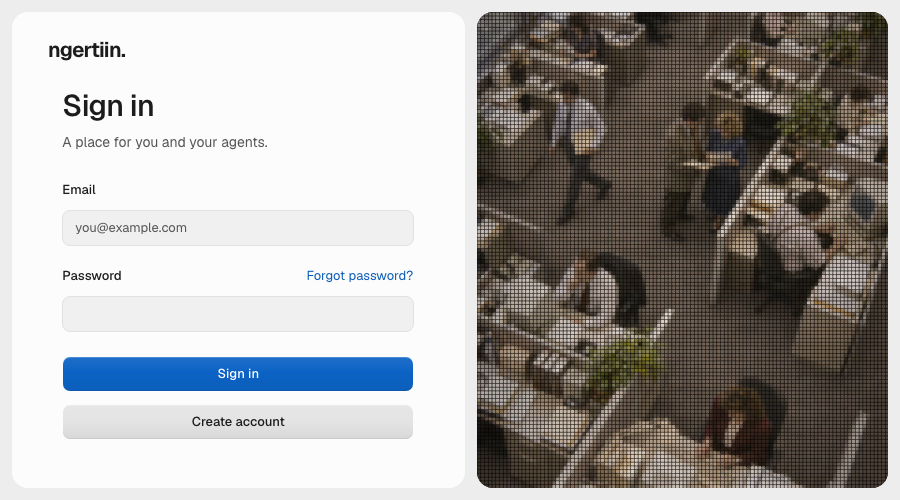 ngertiin.
Sign in
A place for you and your agents.
Email
you@example.com
Password
Forgot password?
Sign in
Create account